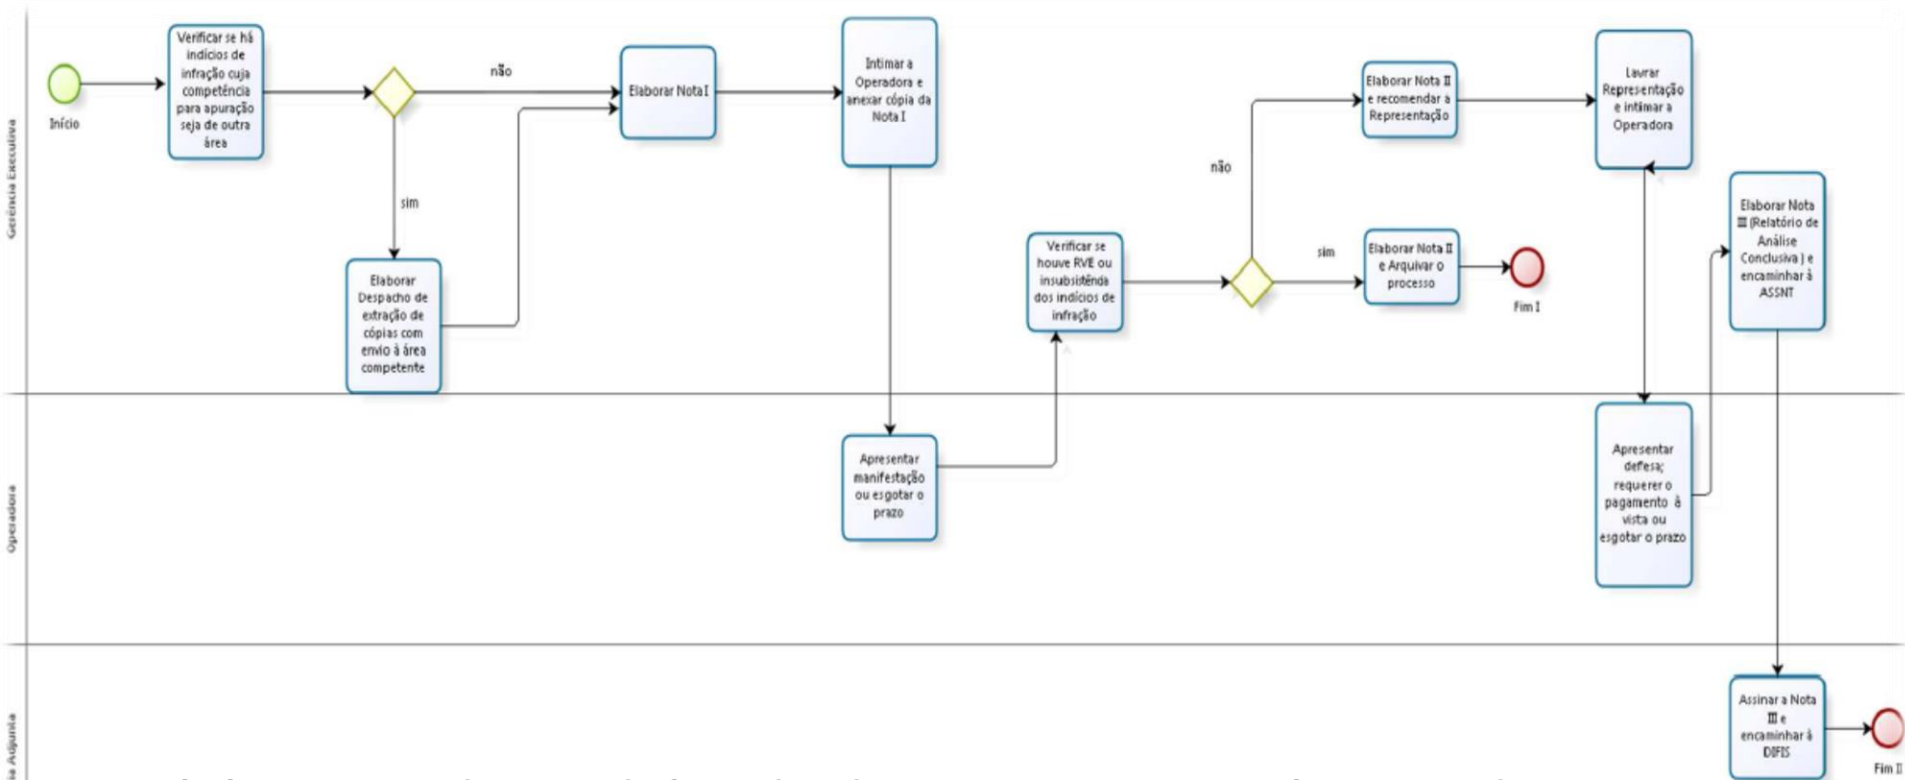 Gerência Executiva
Início
Verificar se há
indícios de
infração cuja
competência
para apuração
seja de outra
área
não
sim
Elaborar
Despacho de
extração de
cópias com
envio à área
competente
Elaborar Nota I
Intimar a
Operadora e
anexar cópia da
Nota I
Verificar se
houve RVE ou
insubsistência
dos indícios de
infração
não
sim
Elaborar Nota II
e recomendar a
Representação
Elaborar Nota II
e Arquivar o
processo
Fim I
Lavrar
Representação
e intimar a
Operadora
Elaborar Nota
III (Relatório de
Análise
Conclusiva ) e
encaminhar à
ASSNT
Operadora
Apresentar
manifestação
ou esgotar o
prazo
Apresentar
defesa;
requerer o
pagamento à
vista ou
esgotar o prazo
Adjunta
Assinar a Nota
III e
encaminhar à
DIFIS
Fim II